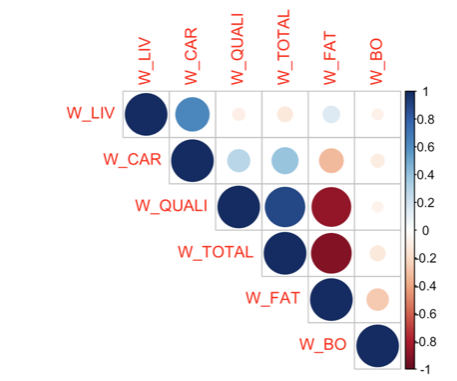 W_LIV
W_CAR
W_QUALI
W_TOTAL
W_FAT
W_BO
W_LIV
W_CAR
W_QUALI
W_TOTAL
W_FAT
W_BO
1
0.8
0.6
0.4
0.2
0
-0.2
-0.4
-0.6
-0.8
-1